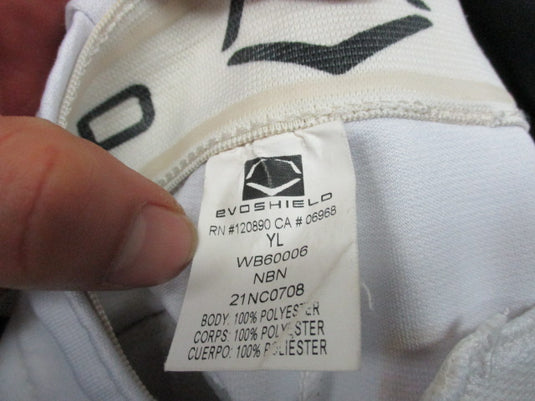 O
EVOSHIELD
RN #120890 CA # 06968
YL
WB60006
NBN
21NC0708
BODY: 100% POLYESTER
CORPS: 100% POLYESTER
CUERPO: 100% POLIESTER